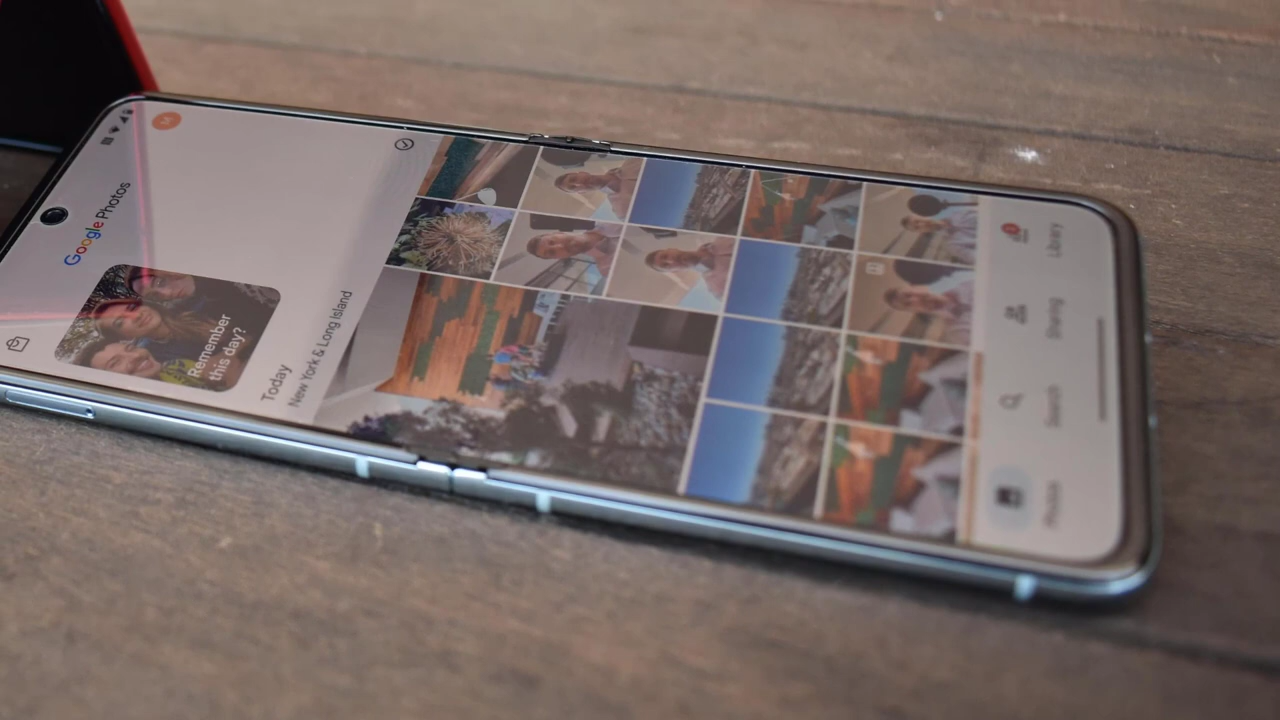 Google Photos
Remember
this day?
Today
New York & Long Island
Photos
Search
Sharing
Library